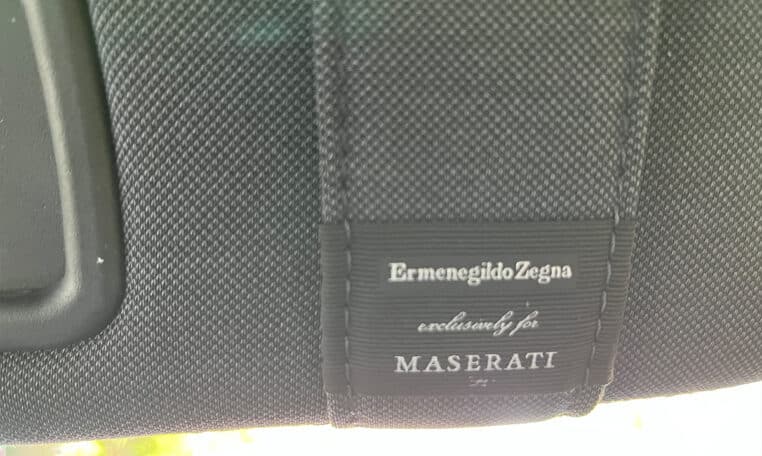 Ermenegildo Zegna
exclusively for
MASERATI